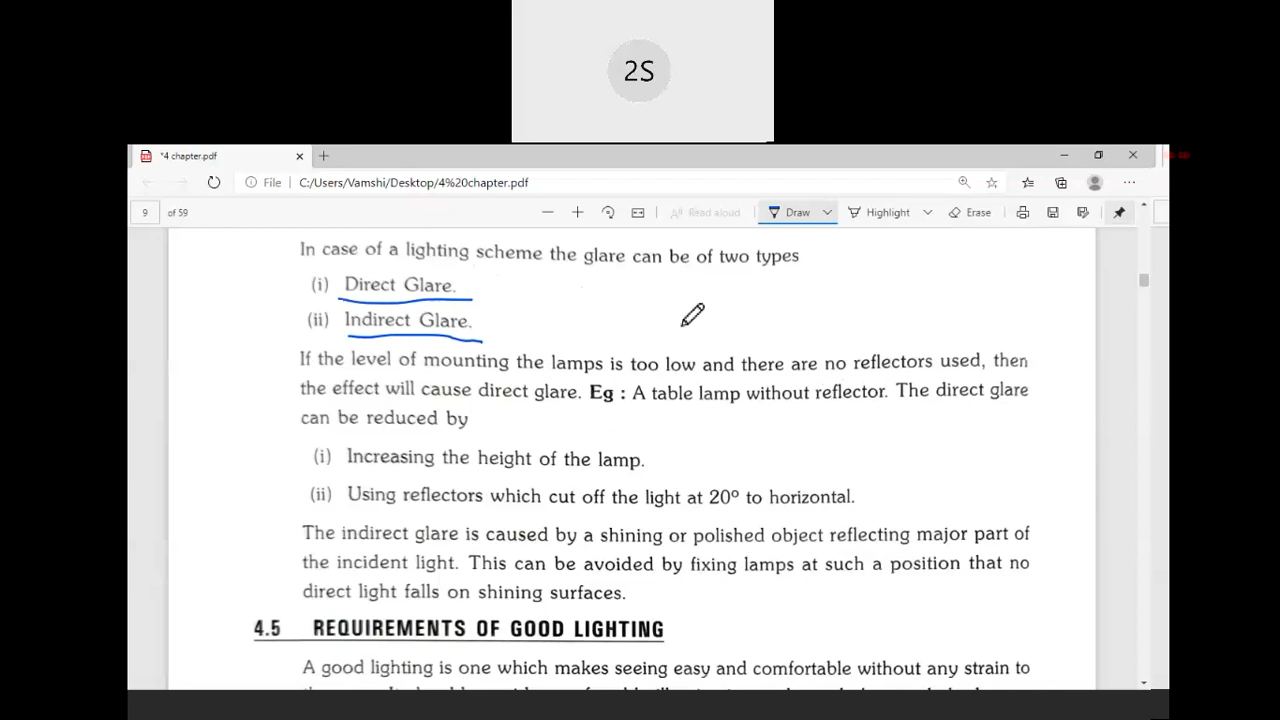 2S
*4 chapter.pdf
File C:/Users/Vamshi/Desktop/4%20chapter.pdf
9 of 59 Read aloud Draw Highlight Erase
In case of a lighting scheme the glare can be of two types
(i) Direct Glare.
(ii) Indirect Glare.
If the level of mounting the lamps is too low and there are no reflectors used, then
the effect will cause direct glare. Eg : A table lamp without reflector. The direct glare
can be reduced by
(i) Increasing the height of the lamp.
(ii) Using reflectors which cut off the light at 20° to horizontal.
The indirect glare is caused by a shining or polished object reflecting major part of
the incident light. This can be avoided by fixing lamps at such a position that no
direct light falls on shining surfaces.
4.5 REQUIREMENTS OF GOOD LIGHTING
A good lighting is one which makes seeing easy and comfortable without any strain to